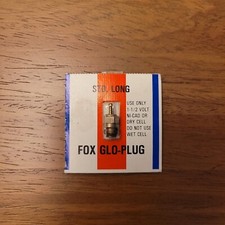 STD. LONG
USE ONLY
1-1/2 VOLT
NI-CAD OR
DRY CELL
DO NOT USE
WET CELL
FOX GLO-PLUG